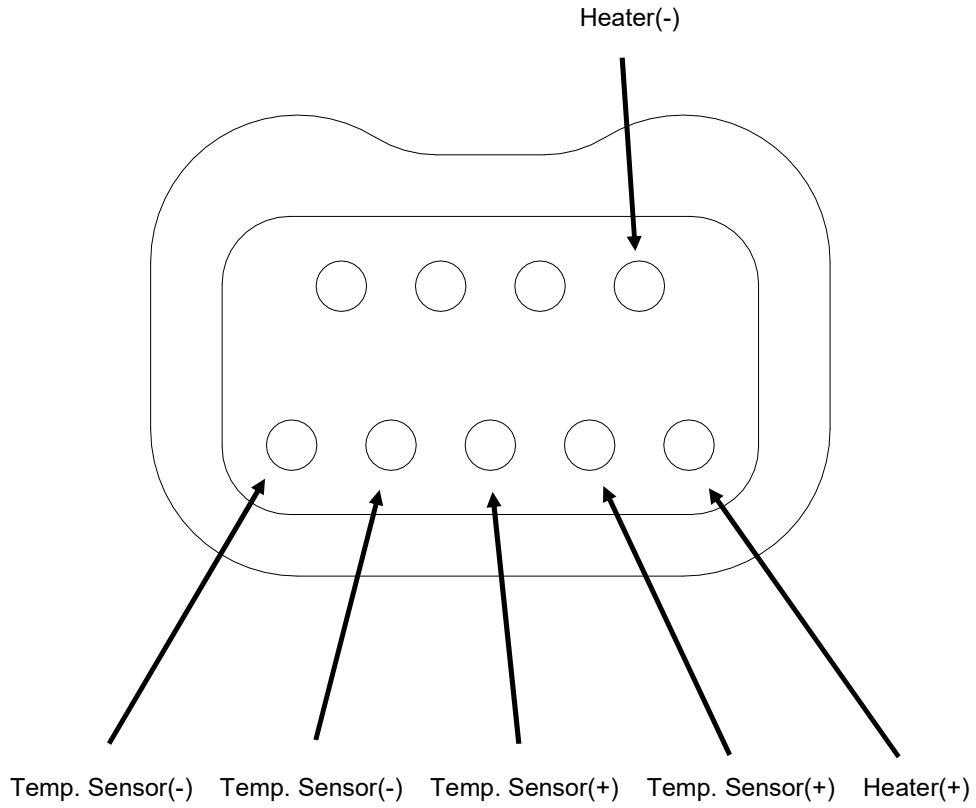 Heater(-)
Temp. Sensor(-) Temp. Sensor(-) Temp. Sensor(+) Temp. Sensor(+) Heater(+)